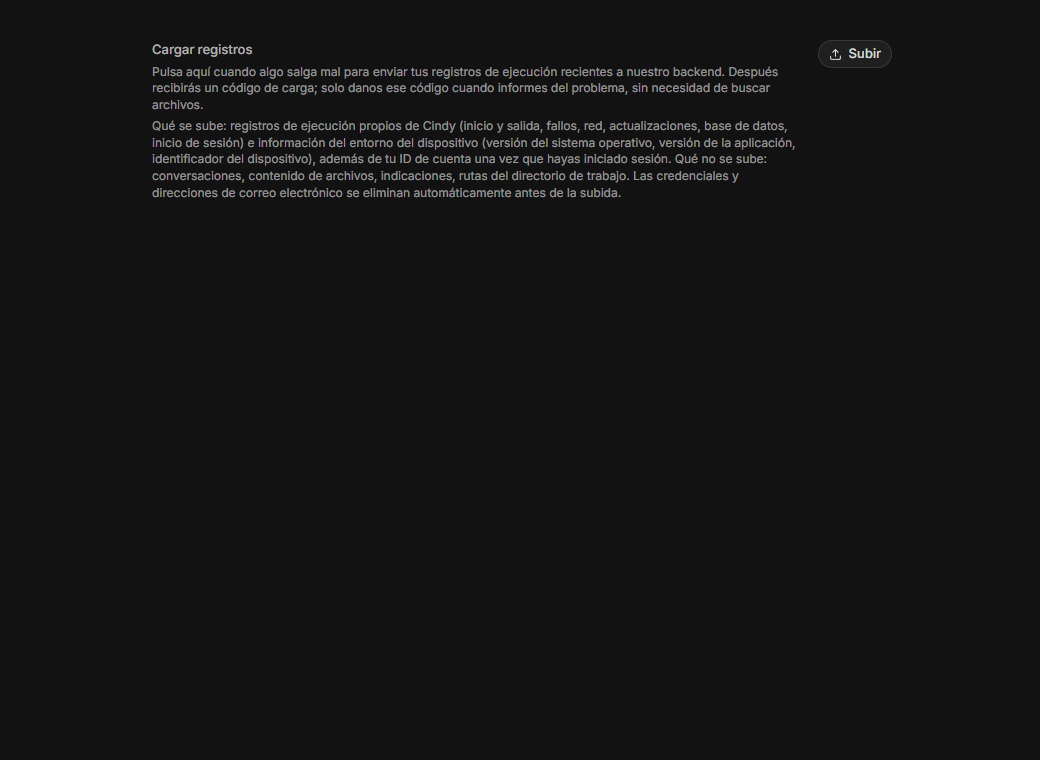 Cargar registros
Subir
Pulsa aquí cuando algo salga mal para enviar tus registros de ejecución recientes a nuestro backend. Después
recibirás un código de carga; solo danos ese código cuando informes del problema, sin necesidad de buscar
archivos.
Qué se sube: registros de ejecución propios de Cindy (inicio y salida, fallos, red, actualizaciones, base de datos,
inicio de sesión) e información del entorno del dispositivo (versión del sistema operativo, versión de la aplicación,
identificador del dispositivo), además de tu ID de cuenta una vez que hayas iniciado sesión. Qué no se sube:
conversaciones, contenido de archivos, indicaciones, rutas del directorio de trabajo. Las credenciales y
direcciones de correo electrónico se eliminan automáticamente antes de la subida.